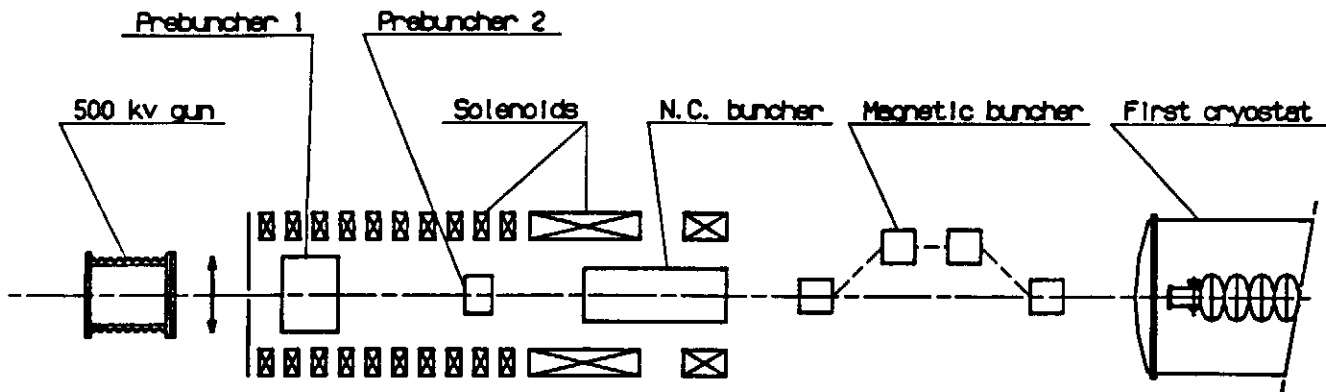 Prebuncher 1
Prebuncher 2
500 kv gun
Solenoids
N.C. buncher
Magnetic buncher
First cryostat